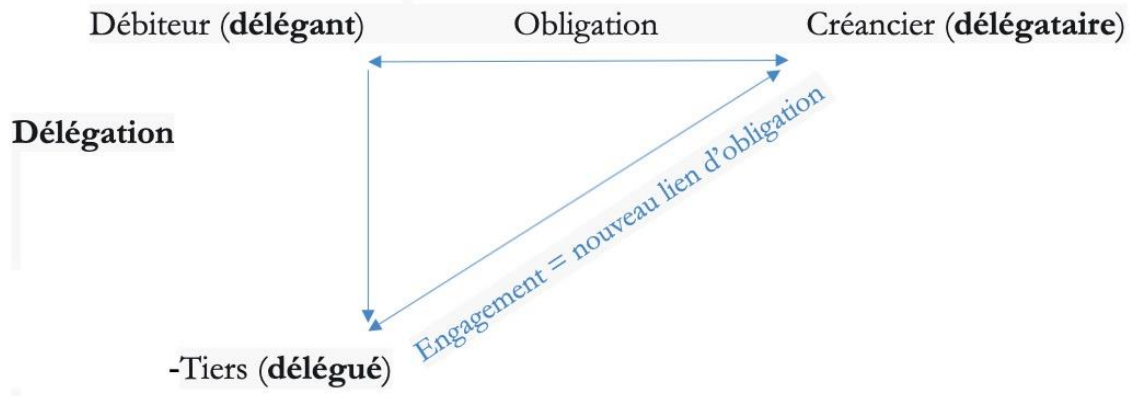 Débiteur (délégant) Obligation Créancier (délégataire)
Délégation
Engagement = nouveau lien d'obligation
-Tiers (délégué)